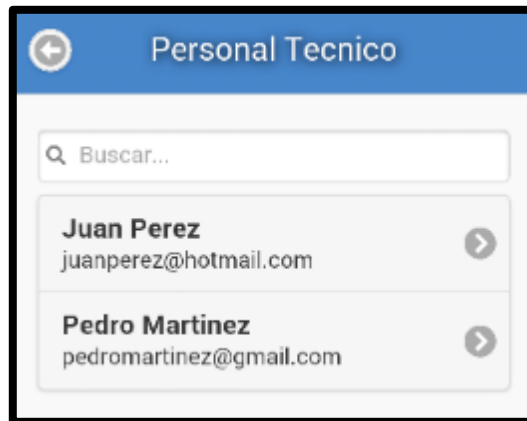 Personal Tecnico
Buscar...
Juan Perez
juanperez@hotmail.com
Pedro Martinez
pedromartinez@gmail.com